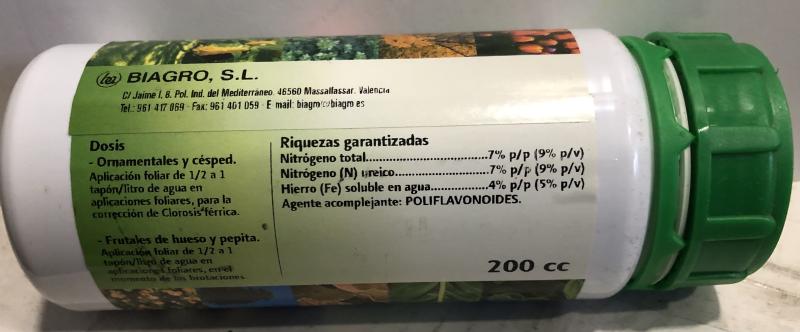 BIAGRO, S.L.
C/ Jaime I, 8. Pol. Ind. del Mediterráneo. 46560 Massalfassar. Valencia
Tel.: 961 417 069 - Fax: 961 401 059 - E-mail: biagro@biagro.es
Dosis
- Ornamentales y césped.
Aplicación foliar de 1/2 a 1
tapón/litro de agua en
aplicaciones foliares, para la
corrección de Clorosis férrica.
- Frutales de hueso y pepita.
Aplicación foliar de 1/2 a 1
tapón/litro de agua en
aplicaciones foliares, en el
momento de las brotaciones
Riquezas garantizadas
Nitrógeno total...............................7% p/p (9% p/v)
Nitrógeno (N) ureico.......................7% p/p (9% p/v)
Hierro (Fe) soluble en agua..............4% p/p (5% p/v)
Agente acomplejante: POLIFLAVONOIDES.
200 cc